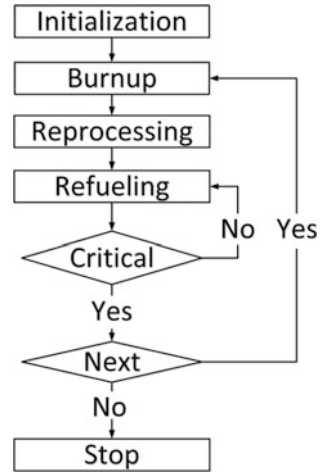 Initialization
Burnup
Reprocessing
Refueling
No Yes
Critical
Yes
Next
No
Stop